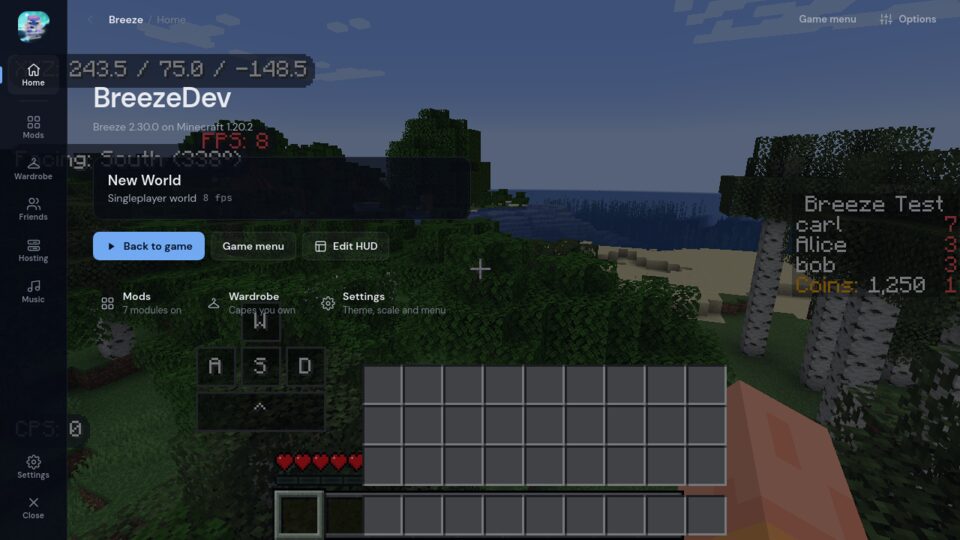 Breeze / Home
Game menu
Options
Home
243.5 / 75.0 / -148.5
BreezeDev
Breeze 2.30.0 on Minecraft 1.20.2
FPS: 8
Mods
Facing: South (338°)
Wardrobe
New World
Singleplayer world 8 fps
Friends
Breeze Test
carl 7
Alice 3
bob 3
Coins: 1,250 1
Back to game
Game menu
Edit HUD
Hosting
Music
Mods
7 modules on
Wardrobe
Capes you own
Settings
Theme, scale and menu
W
A S D
^
CPS: 0
Settings
Close